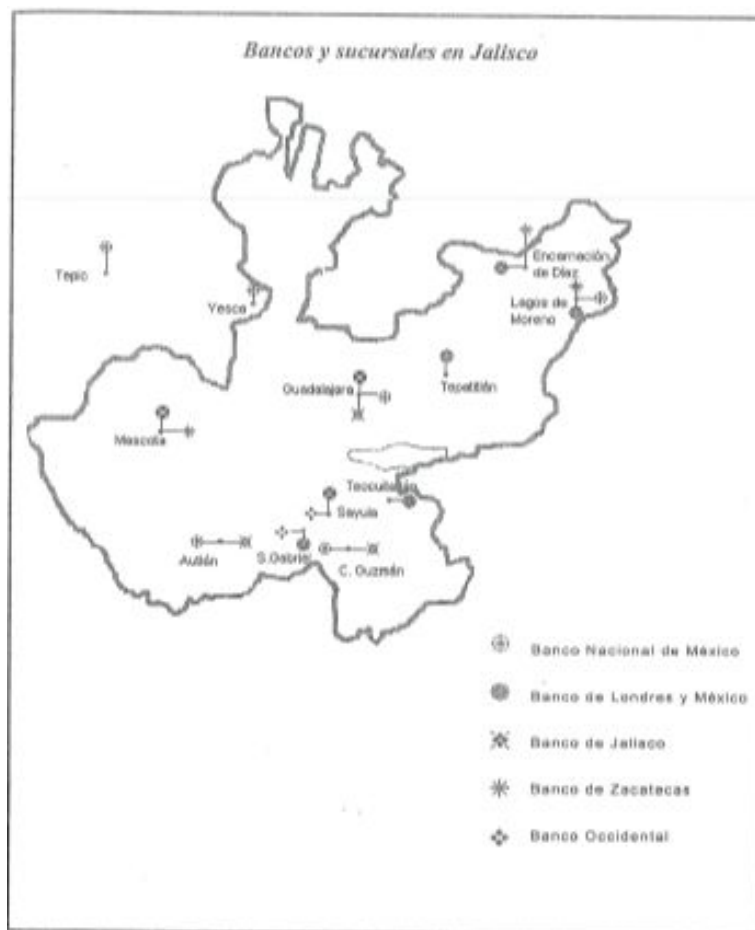 Bancos y sucursales en Jalisco
Encarnación
de Díaz
Tepic
Lagos de
Moreno
Yesca
Guadalajara
Tepatitlán
Mascota
Sayula
Autlán
S.Gabriel
C. Guzmán
Banco Nacional de México
Banco de Londres y México
Banco de Jalisco
Banco de Zacatecas
Banco Occidental